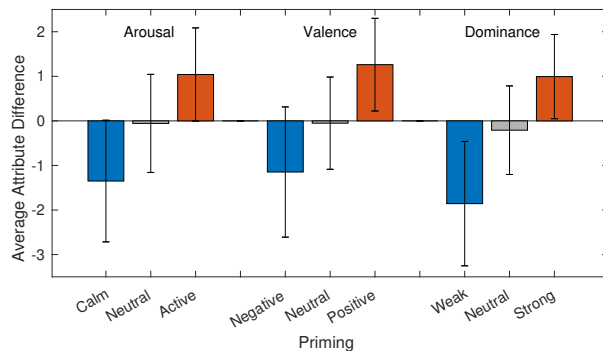 Arousal Valence Dominance
2
1
0
-1
-2
-3
Average Attribute Difference
Calm Neutral Active Negative Neutral Positive Weak Neutral Strong
Priming